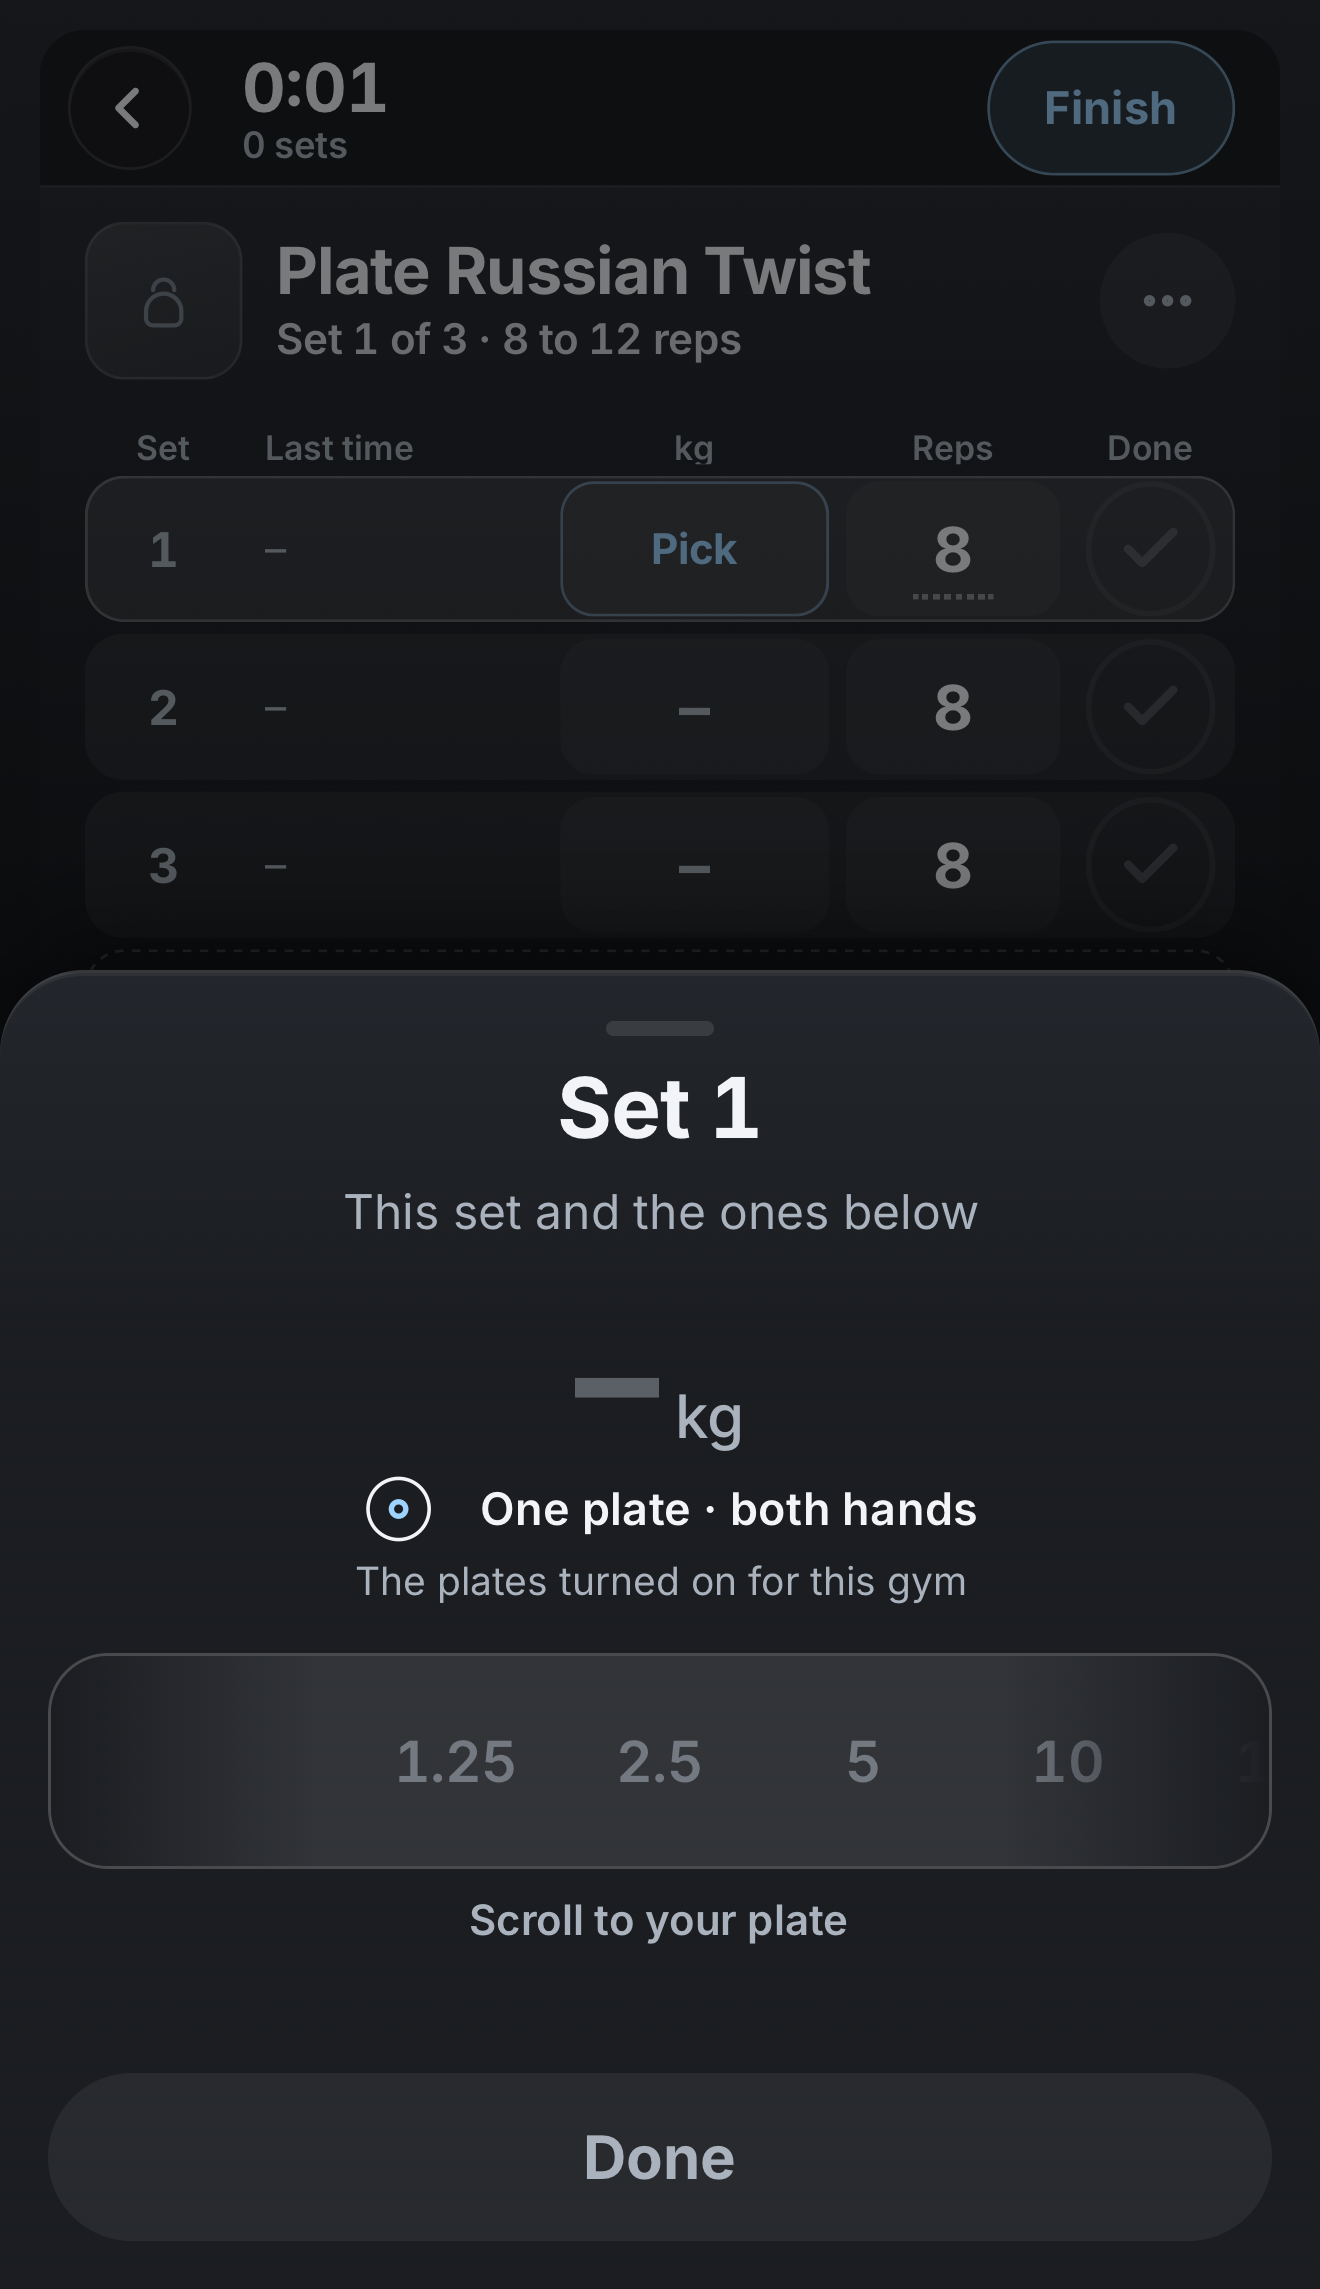 0:01
0 sets
Finish
Plate Russian Twist
Set 1 of 3 · 8 to 12 reps
Set Last time kg Reps Done
1 – Pick 8
2 – – 8
3 – – 8
Set 1
This set and the ones below
– kg
One plate · both hands
The plates turned on for this gym
1.25 2.5 5 10
Scroll to your plate
Done